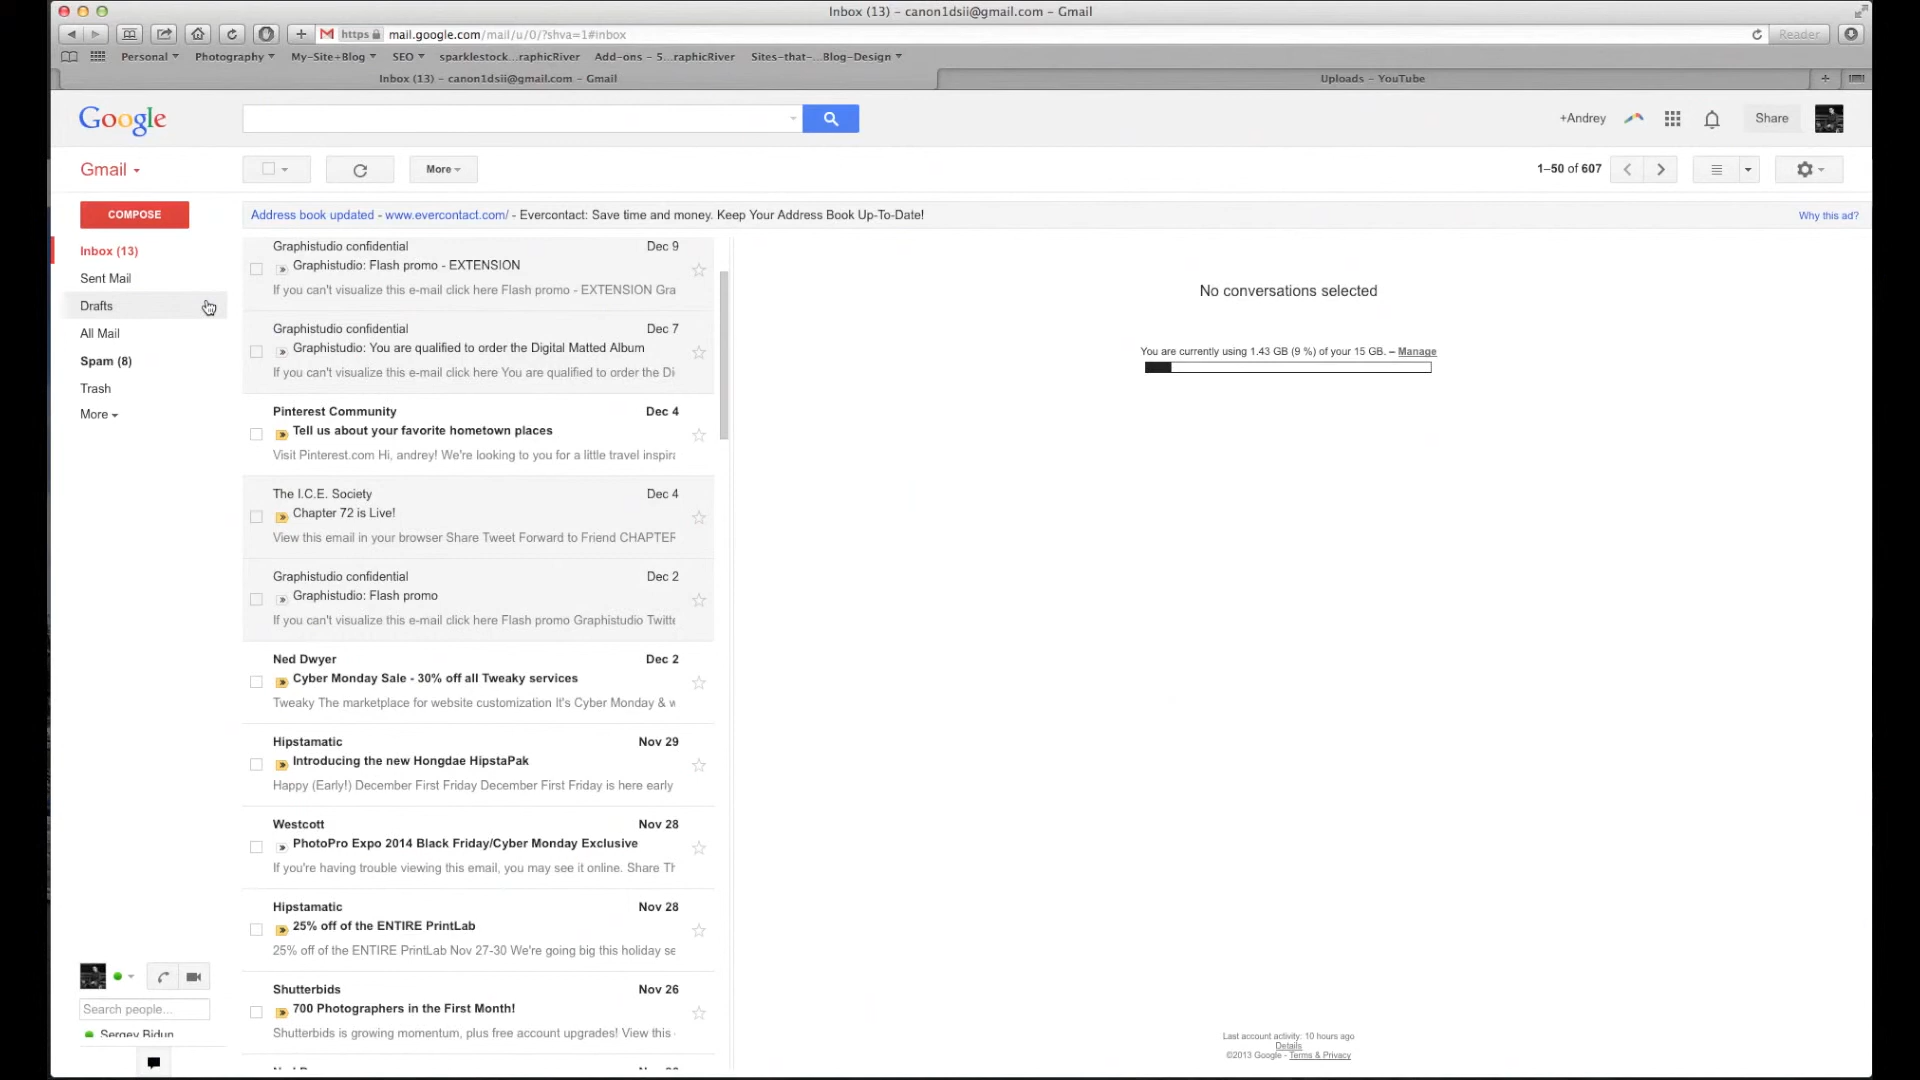 Inbox (13) – canon1dsii@gmail.com – Gmail
https mail.google.com/mail/u/0/?shva=1#inbox
Reader
Personal Photography My-Site+Blog SEO sparklestock...raphicRiver Add-ons – 5...raphicRiver Sites-that-...Blog-Design
Inbox (13) – canon1dsii@gmail.com – Gmail
Uploads – YouTube
Google
+Andrey
Share
Gmail
More
1–50 of 607
COMPOSE
Address book updated - www.evercontact.com/ - Evercontact: Save time and money. Keep Your Address Book Up-To-Date!
Why this ad?
Inbox (13)
Sent Mail
Drafts
All Mail
Spam (8)
Trash
More
Graphistudio confidential Dec 9
Graphistudio: Flash promo - EXTENSION
If you can't visualize this e-mail click here Flash promo - EXTENSION Gra
Graphistudio confidential Dec 7
Graphistudio: You are qualified to order the Digital Matted Album
If you can't visualize this e-mail click here You are qualified to order the Di
Pinterest Community Dec 4
Tell us about your favorite hometown places
Visit Pinterest.com Hi, andrey! We're looking to you for a little travel inspira
The I.C.E. Society Dec 4
Chapter 72 is Live!
View this email in your browser Share Tweet Forward to Friend CHAPTER
Graphistudio confidential Dec 2
Graphistudio: Flash promo
If you can't visualize this e-mail click here Flash promo Graphistudio Twitte
Ned Dwyer Dec 2
Cyber Monday Sale - 30% off all Tweaky services
Tweaky The marketplace for website customization It's Cyber Monday & w
Hipstamatic Nov 29
Introducing the new Hongdae HipstaPak
Happy (Early!) December First Friday December First Friday is here early
Westcott Nov 28
PhotoPro Expo 2014 Black Friday/Cyber Monday Exclusive
If you're having trouble viewing this email, you may see it online. Share Th
Hipstamatic Nov 28
25% off of the ENTIRE PrintLab
25% off of the ENTIRE PrintLab Nov 27-30 We're going big this holiday se
Shutterbids Nov 26
700 Photographers in the First Month!
Shutterbids is growing momentum, plus free account upgrades! View this
No conversations selected
You are currently using 1.43 GB (9 %) of your 15 GB. – Manage
Search people...
Sergey Bidun
Last account activity: 10 hours ago
Details
©2013 Google - Terms & Privacy